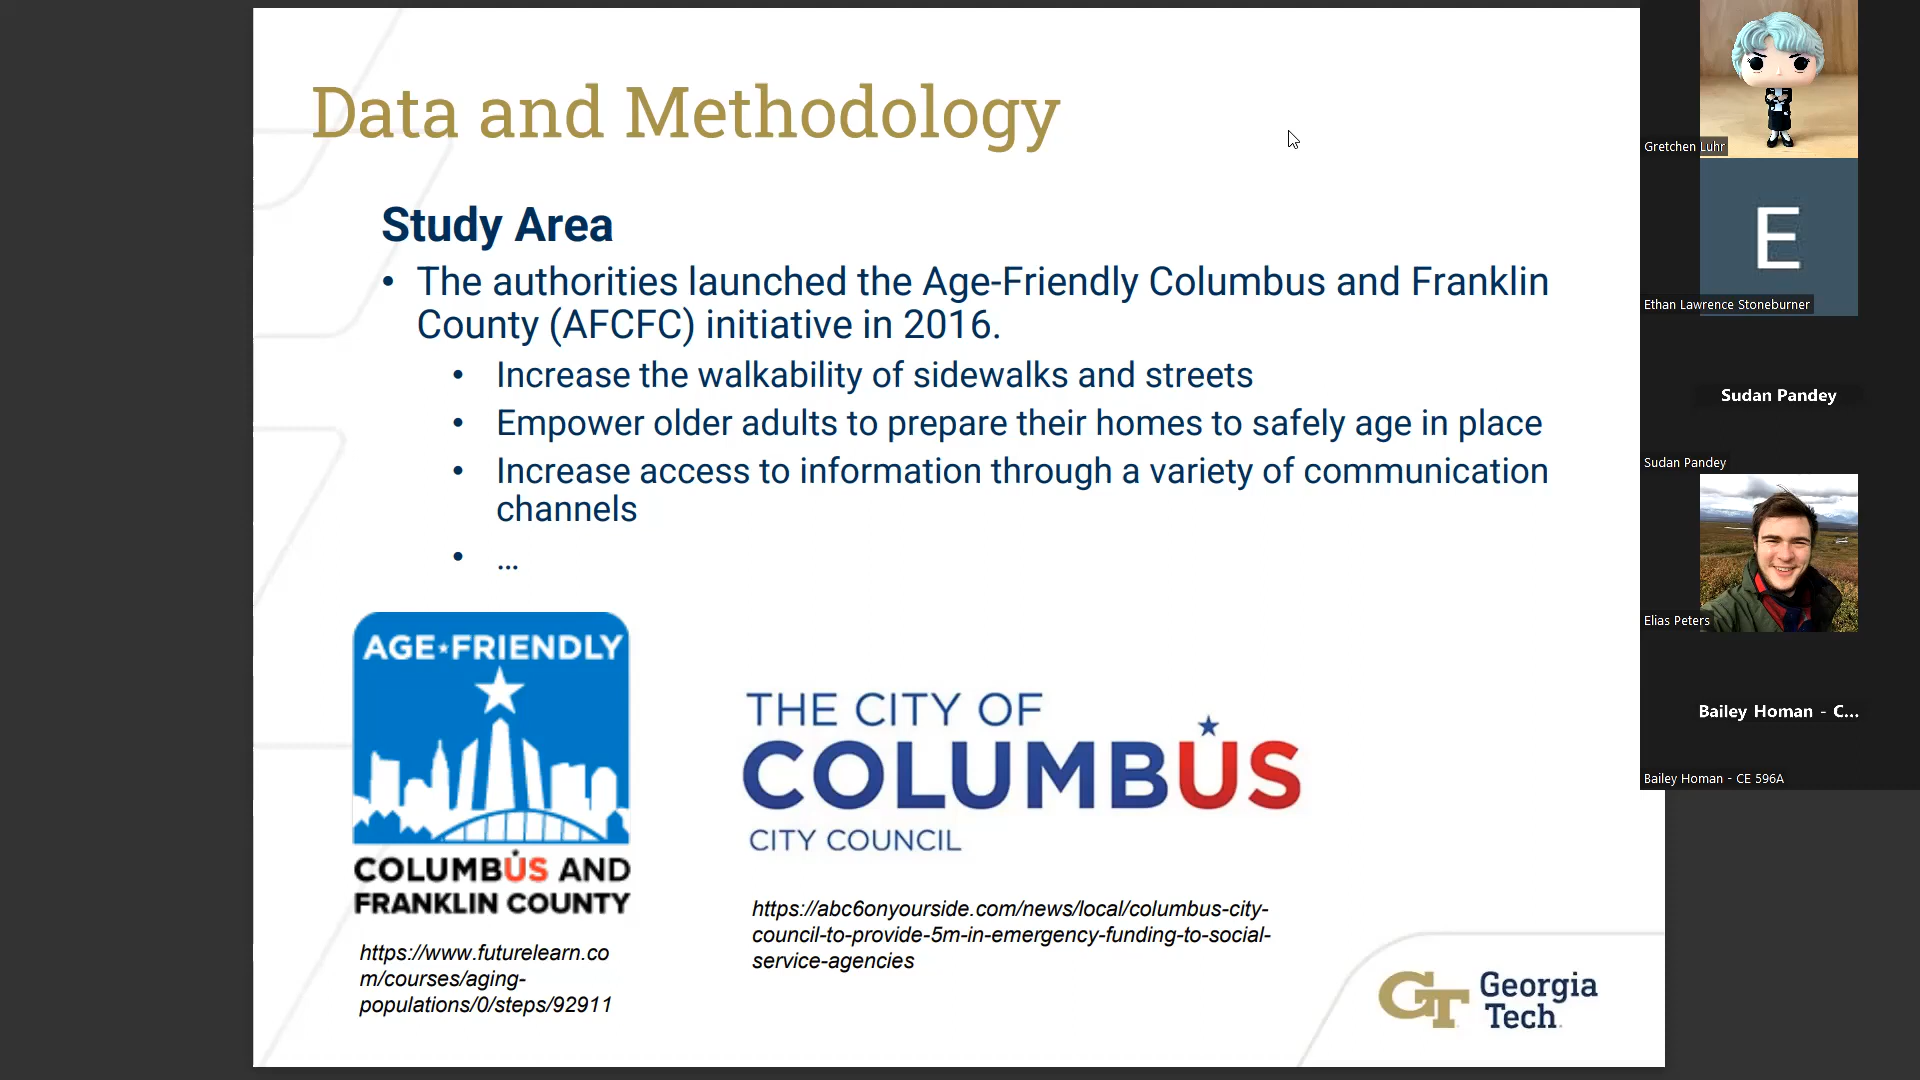 Data and Methodology
Study Area
• The authorities launched the Age-Friendly Columbus and Franklin
County (AFCFC) initiative in 2016.
• Increase the walkability of sidewalks and streets
• Empower older adults to prepare their homes to safely age in place
• Increase access to information through a variety of communication
channels
• ...
AGE★FRIENDLY
COLUMBUS AND
FRANKLIN COUNTY
https://www.futurelearn.co
m/courses/aging-
populations/0/steps/92911
THE CITY OF
COLUMBUS
CITY COUNCIL
https://abc6onyourside.com/news/local/columbus-city-
council-to-provide-5m-in-emergency-funding-to-social-
service-agencies
GT Georgia
Tech
Gretchen Luhr
E
Ethan Lawrence Stoneburner
Sudan Pandey
Sudan Pandey
Elias Peters
Bailey Homan - C...
Bailey Homan - CE 596A